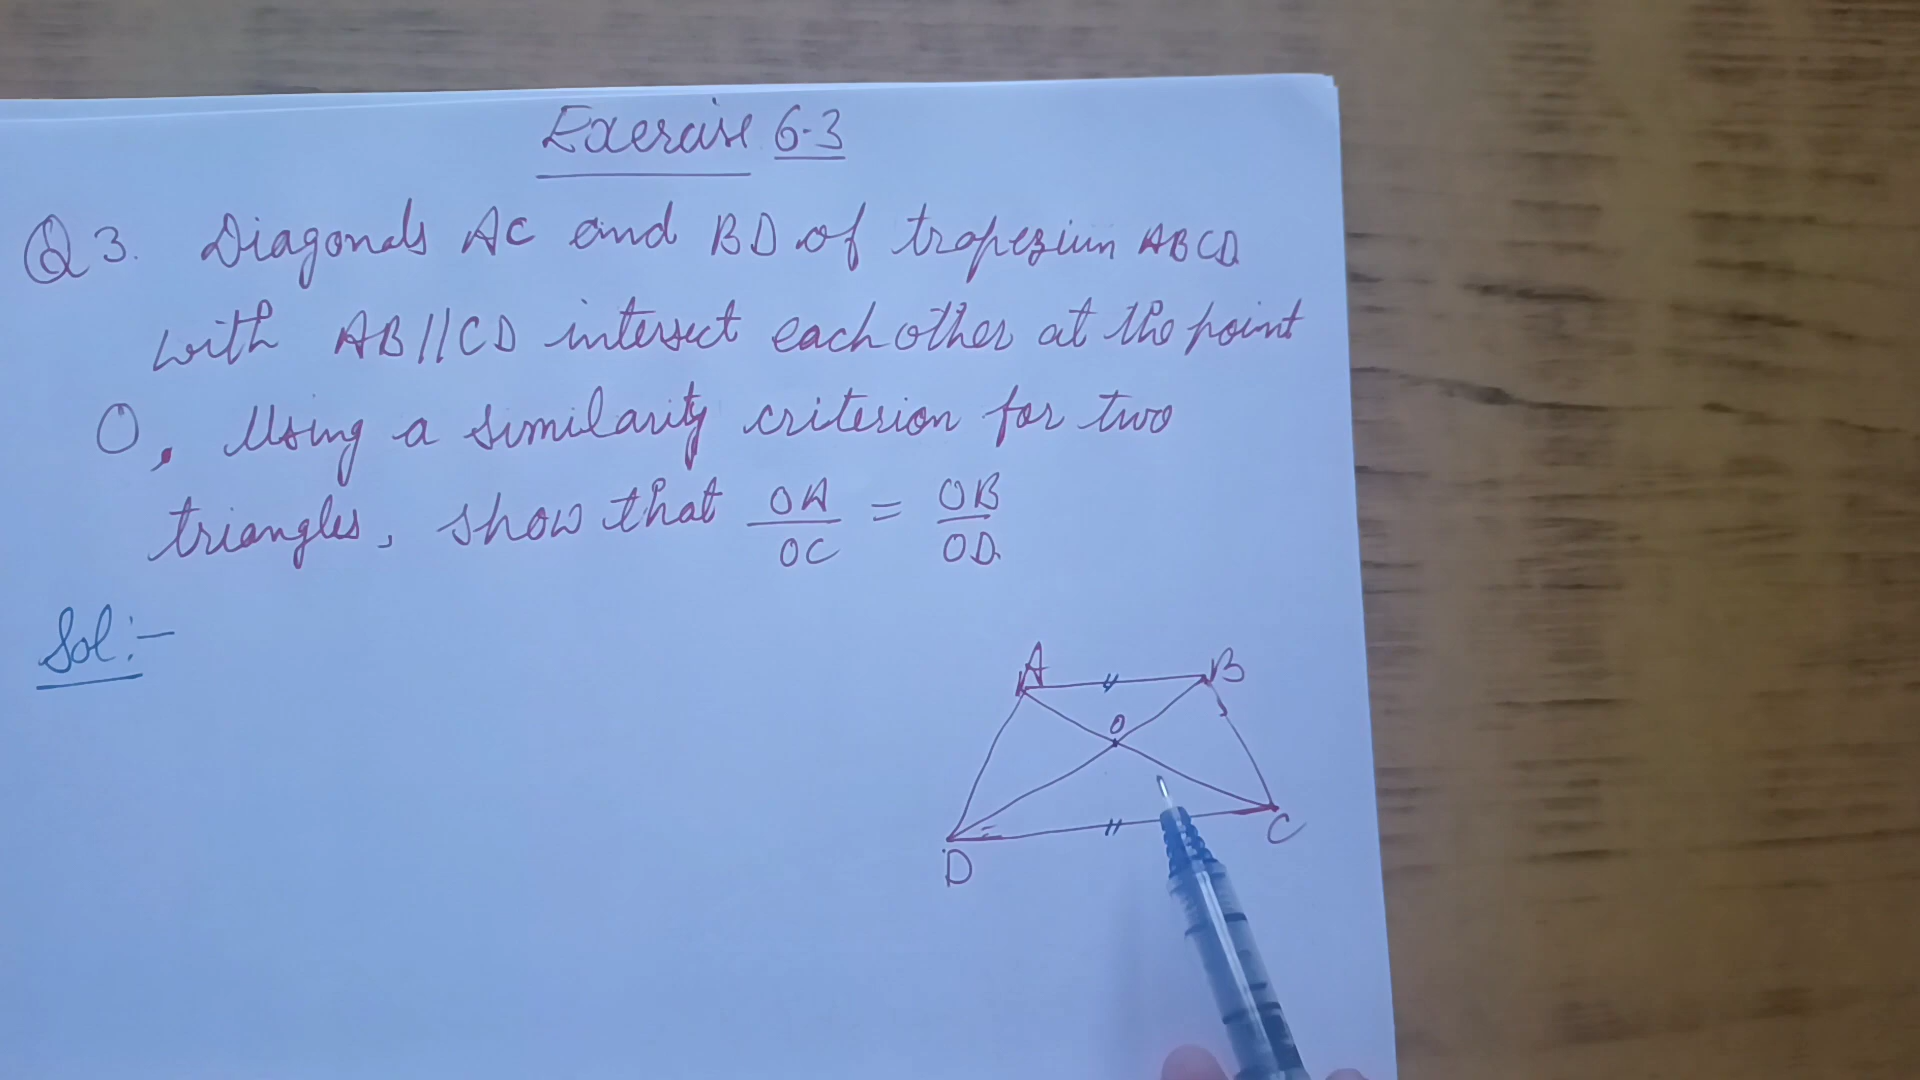 Exercise 6.3
Q3. Diagonals AC and BD of trapezium ABCD
with AB//CD intersect each other at the point
O, Using a similarity criterion for two
triangles, show that OA/OC = OB/OD.
Sol:-
A B
O
D C